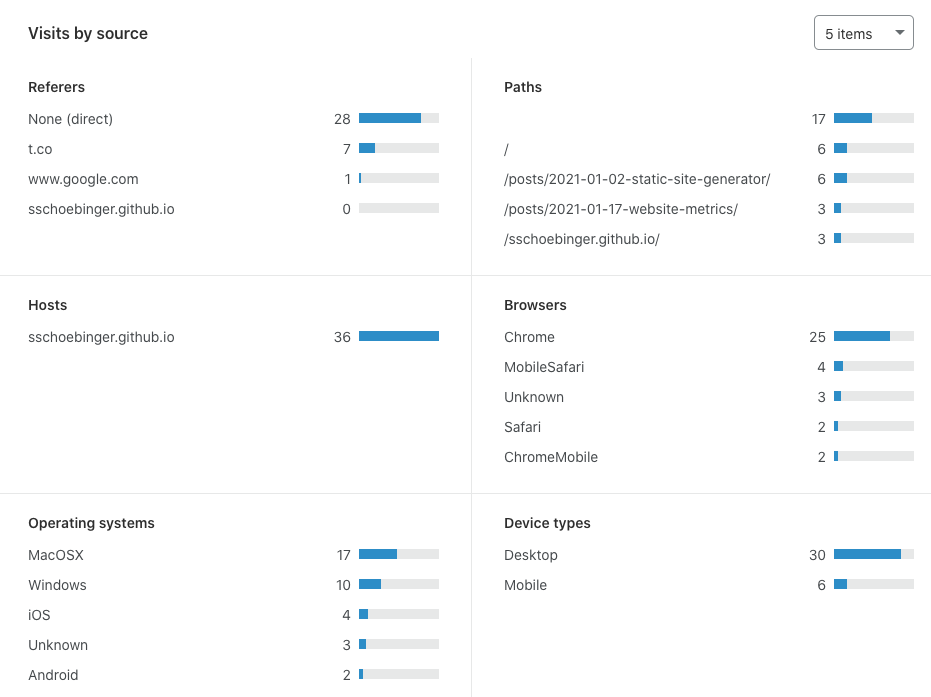 Visits by source
5 items
Referers
None (direct) 28
t.co 7
www.google.com 1
sschoebinger.github.io 0
Paths
17
/ 6
/posts/2021-01-02-static-site-generator/ 6
/posts/2021-01-17-website-metrics/ 3
/sschoebinger.github.io/ 3
Hosts
sschoebinger.github.io 36
Browsers
Chrome 25
MobileSafari 4
Unknown 3
Safari 2
ChromeMobile 2
Operating systems
MacOSX 17
Windows 10
iOS 4
Unknown 3
Android 2
Device types
Desktop 30
Mobile 6